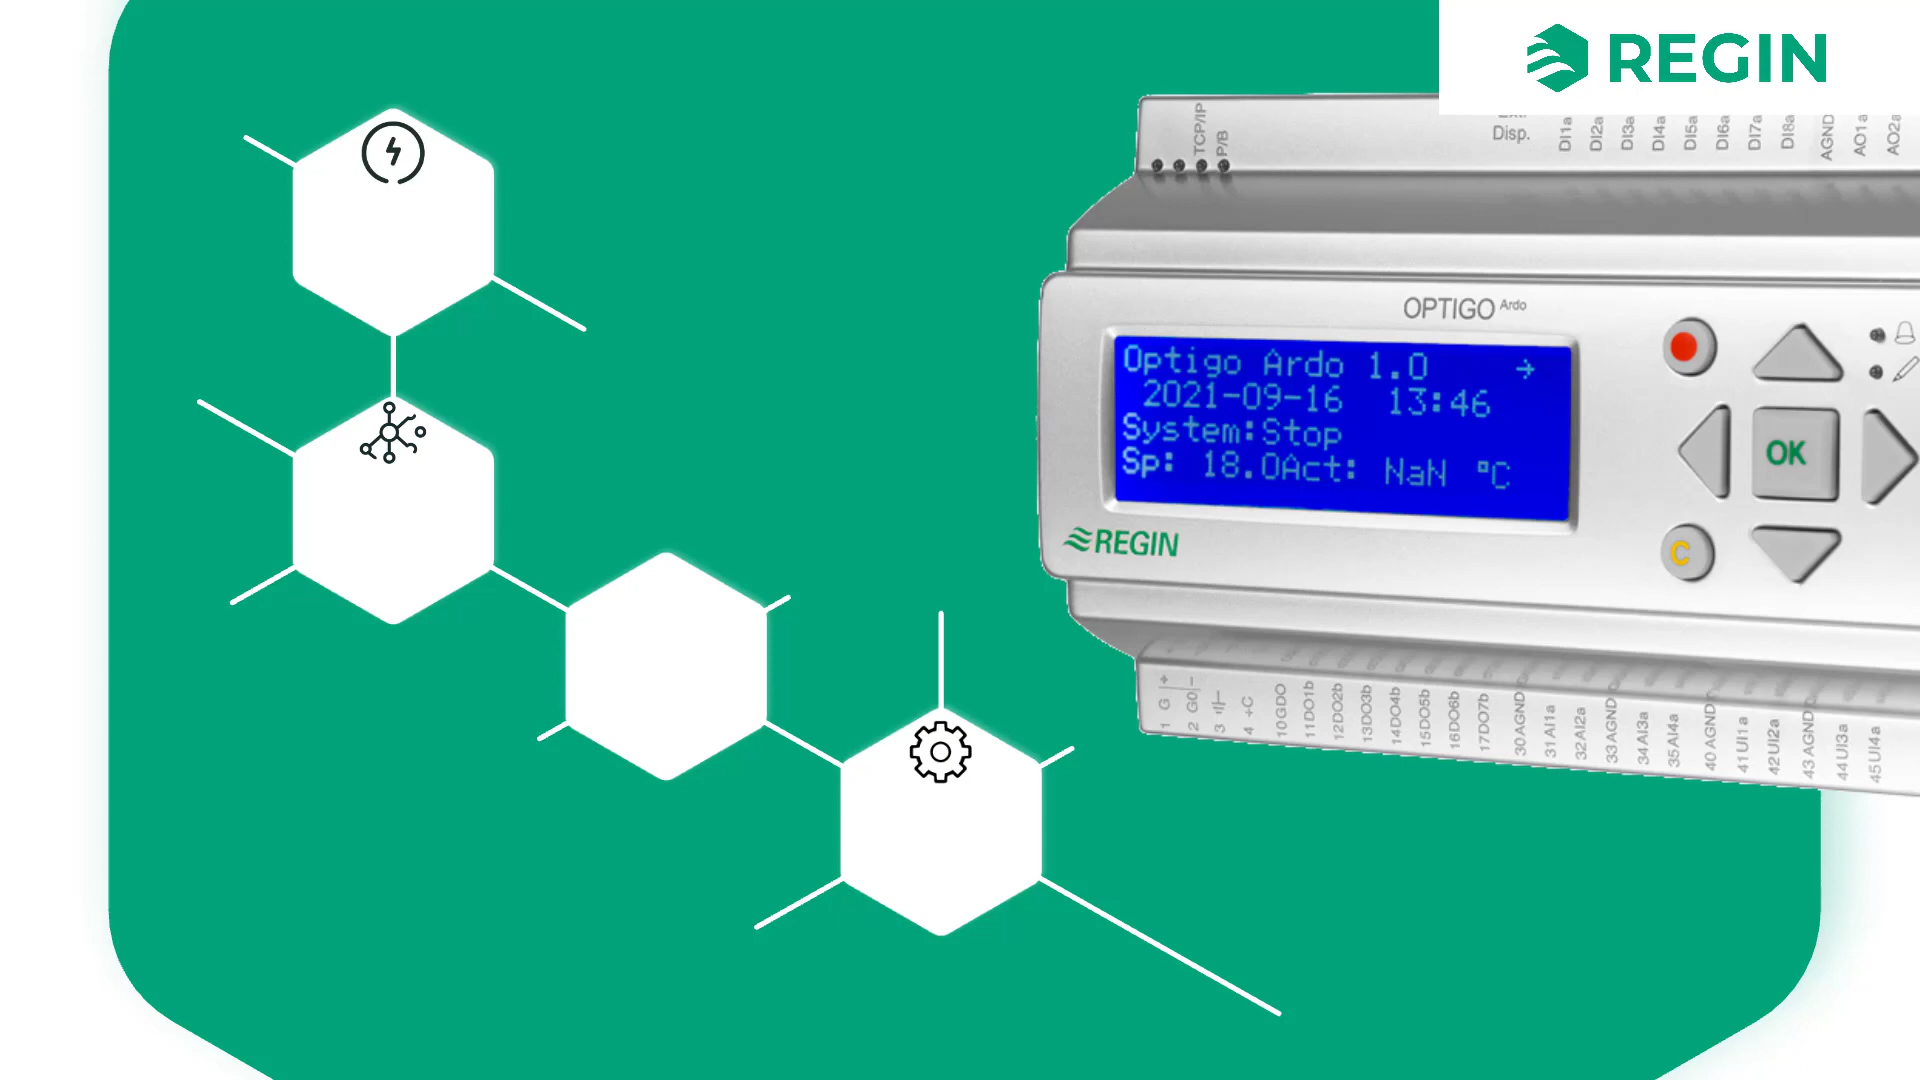 REGIN
TCP/IP
P/B
Disp.
DI1a
DI2a
DI3a
DI4a
DI5a
DI6a
DI7a
DI8a
AGND
AO1a
AO2a
OPTIGO Ardo
Optigo Ardo 1.0 →
2021-09-16 13:46
System:Stop
Sp: 18.0Act: NaN °C
OK
C
REGIN
1 G +
2 G0 -
3
4 +C
10 GDO
11 DO1b
12 DO2b
13 DO3b
14 DO4b
15 DO5b
16 DO6b
17 DO7b
30 AGND
31 AI1a
32 AI2a
33 AGND
34 AI3a
35 AI4a
40 AGND
41 UI1a
42 UI2a
43 AGND
44 UI3a
45 UI4a